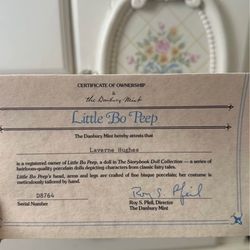 CERTIFICATE OF OWNERSHIP
the Danbury Mint
Little Bo Peep
The Danbury Mint hereby attests that
Laverne Hughes
is a registered owner of Little Bo Peep, a doll in The Storybook Doll Collection — a series
of heirloom-quality porcelain dolls depicting characters from classic fairy tales.
Little Bo Peep's head, arms and legs are crafted of fine bisque porcelain; her costume is
meticulously tailored by hand.
D8764
Serial Number
Roy S. Pfeil
Roy S. Pfeil, Director
The Danbury Mint